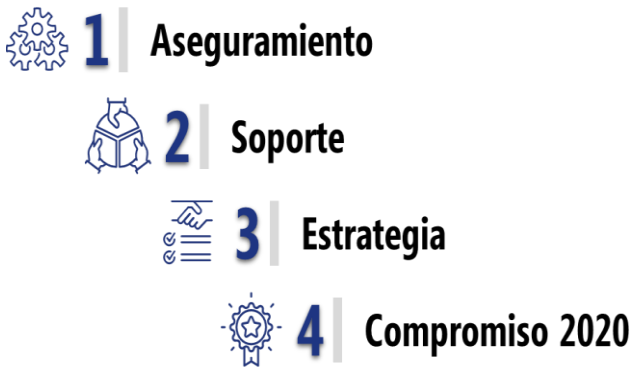 1 Aseguramiento
2 Soporte
3 Estrategia
4 Compromiso 2020